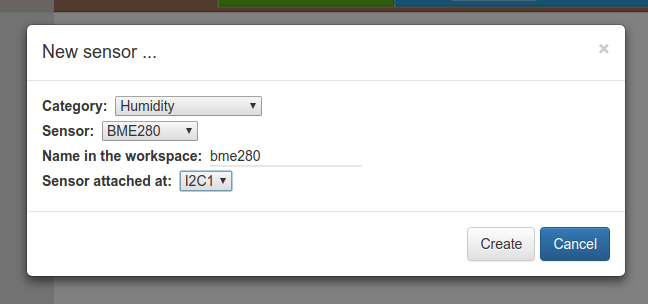 New sensor ... ×
Category: Humidity
Sensor: BME280
Name in the workspace: bme280
Sensor attached at: I2C1
Create Cancel